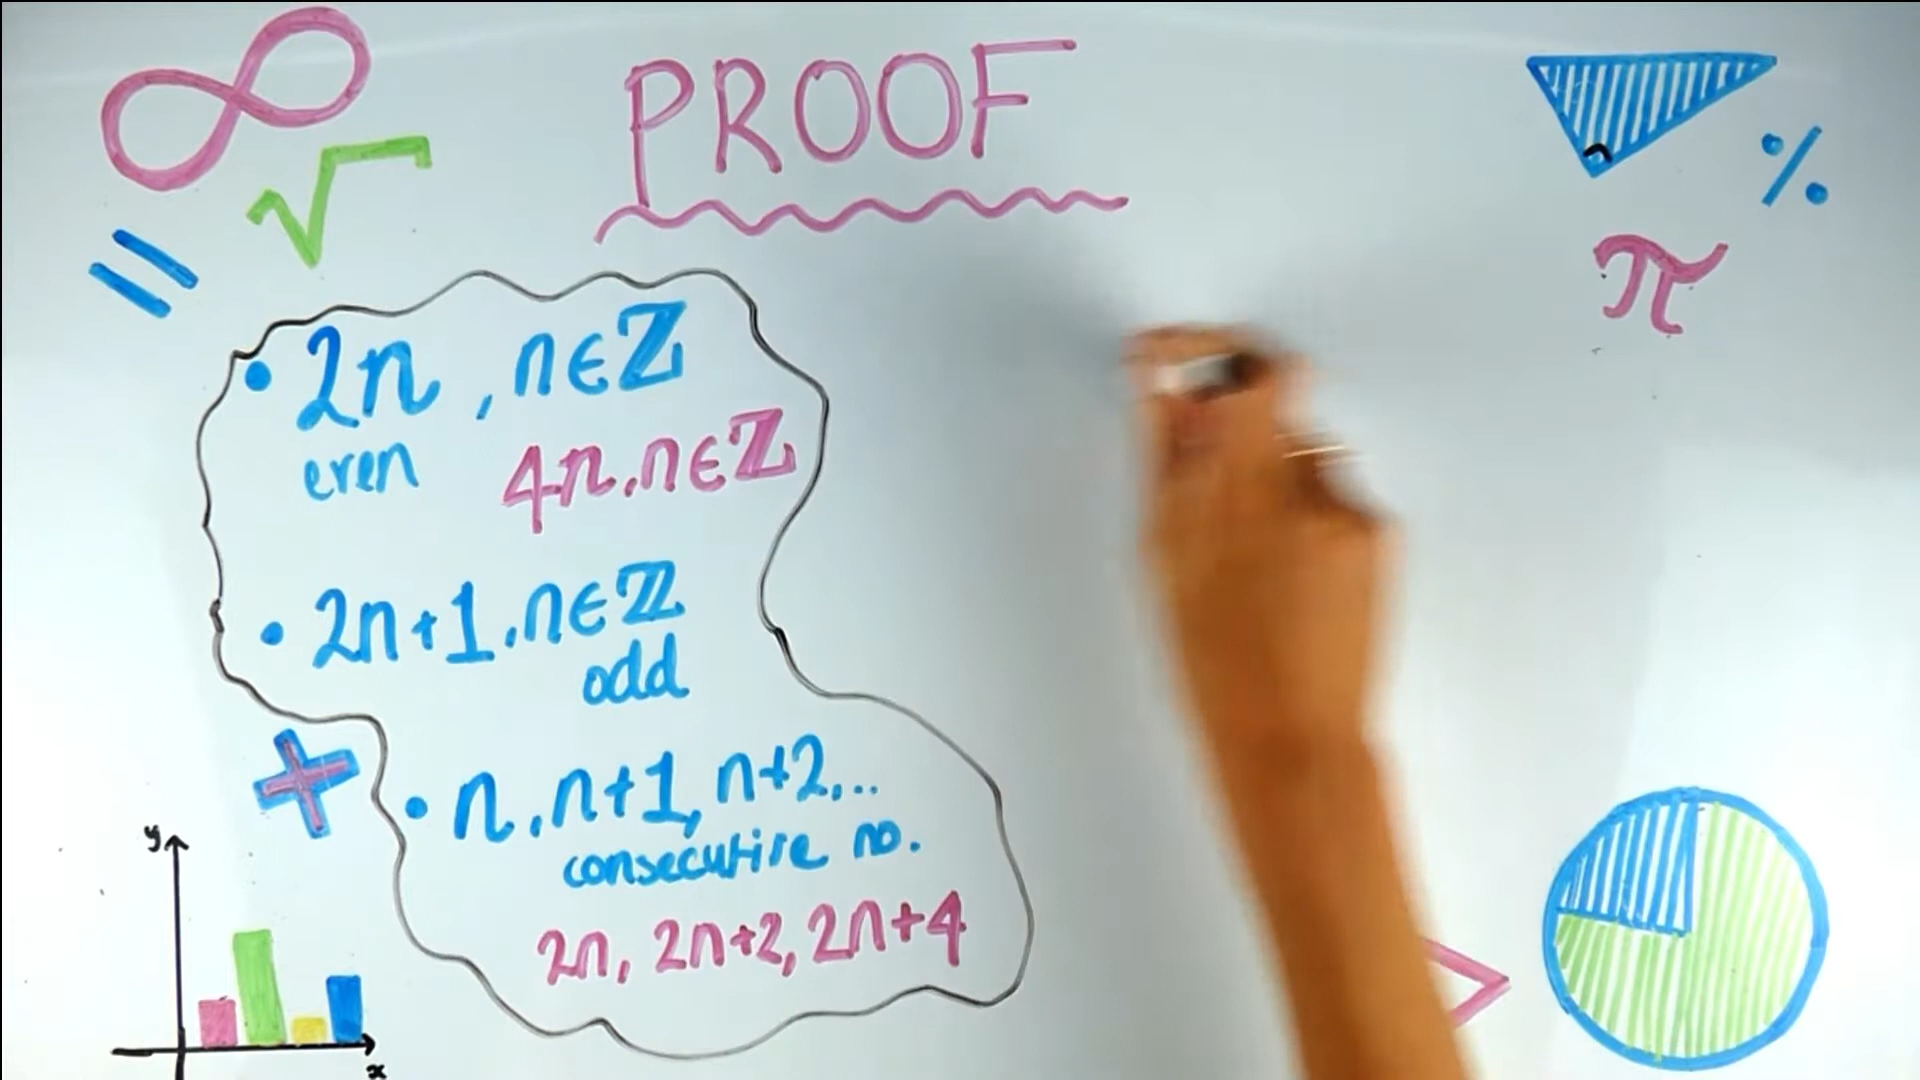 PROOF
%
π
• 2n, n∈ℤ
even
4n, n∈ℤ
• 2n+1, n∈ℤ
odd
• n, n+1, n+2,...
consecutive no.
2n, 2n+2, 2n+4
y
x